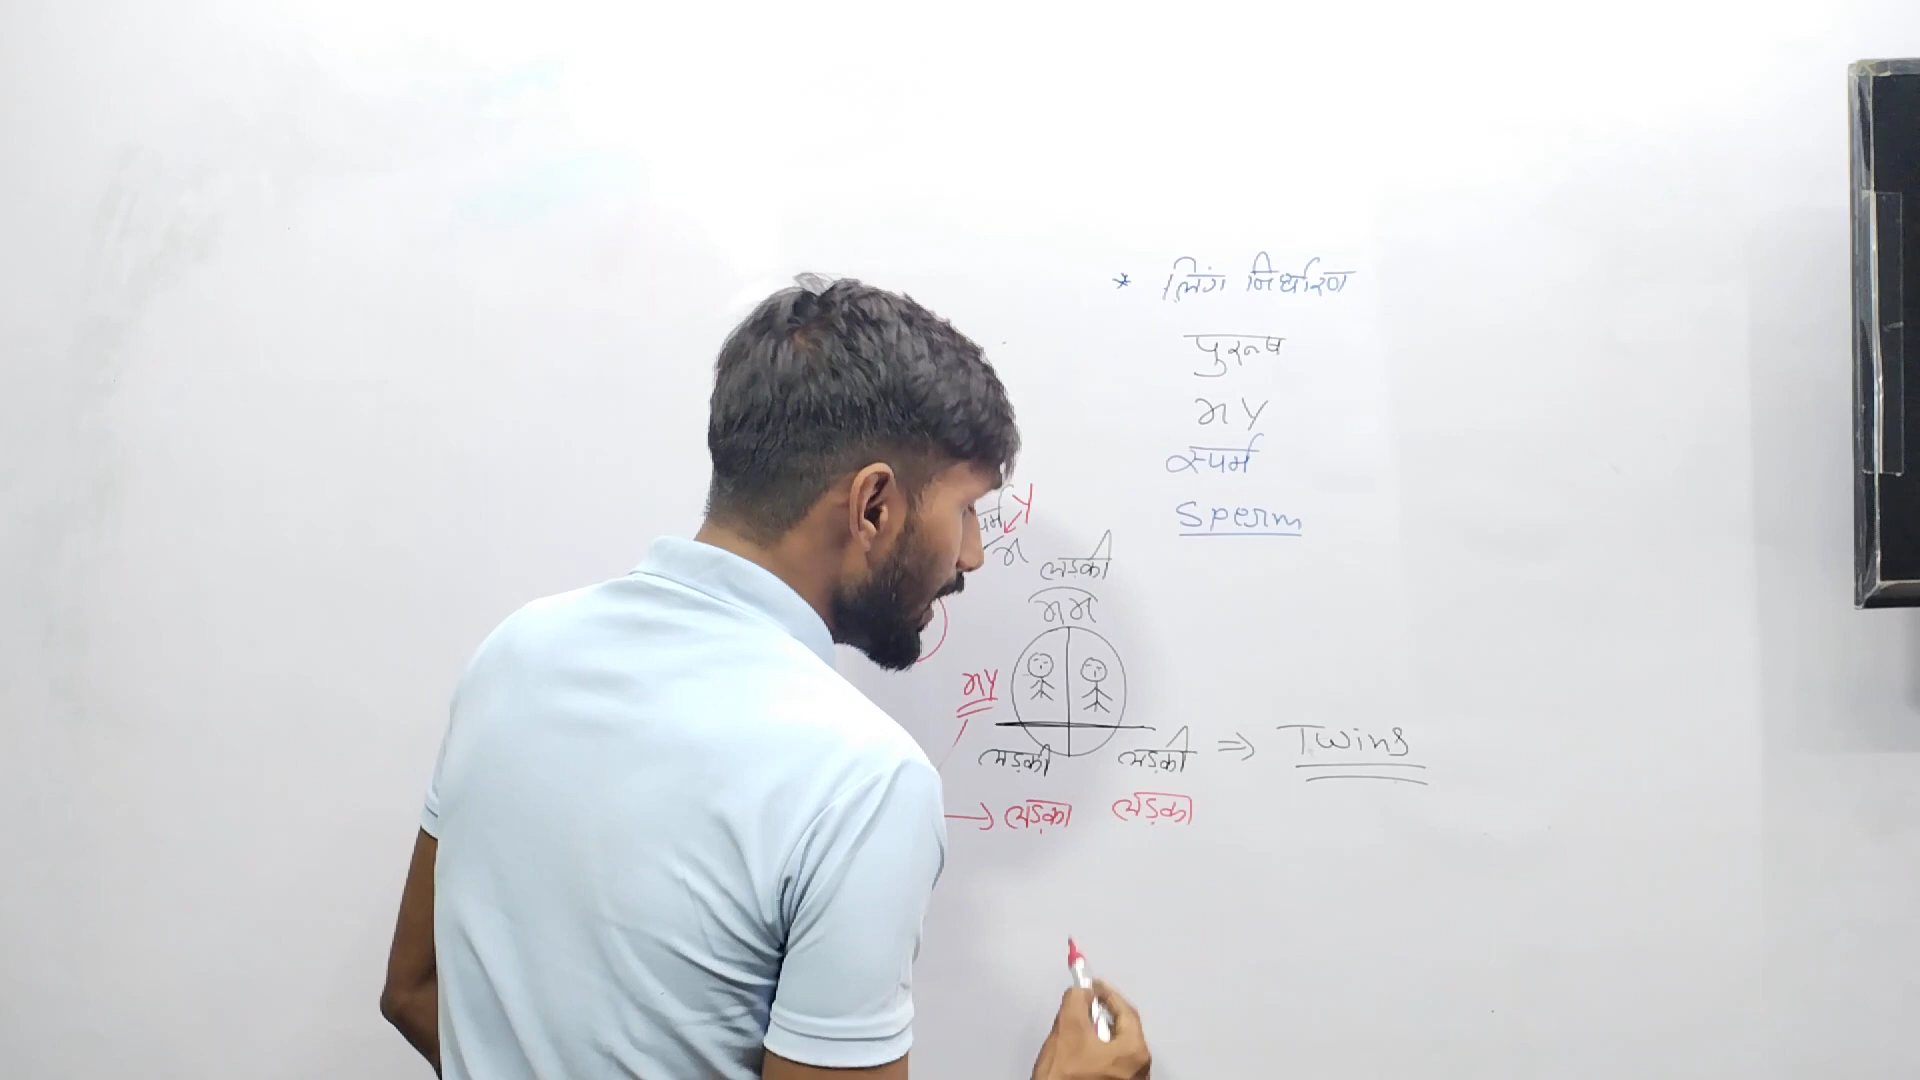 * लिंग निर्धारण
पुरूष
xy
स्पर्म
Sperm
y
x
लड़की
xx
xy
लड़की लड़की ⇒ Twins
→ लड़का लड़का